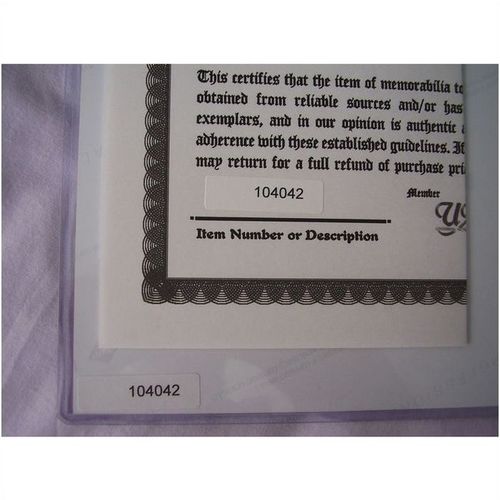 This certifies that the item of memorabilia
obtained from reliable sources and/or has
exemplars, and in our opinion is authentic
adherence with these established guidelines. If
may return for a full refund of purchase
104042
Member
Item Number or Description
104042